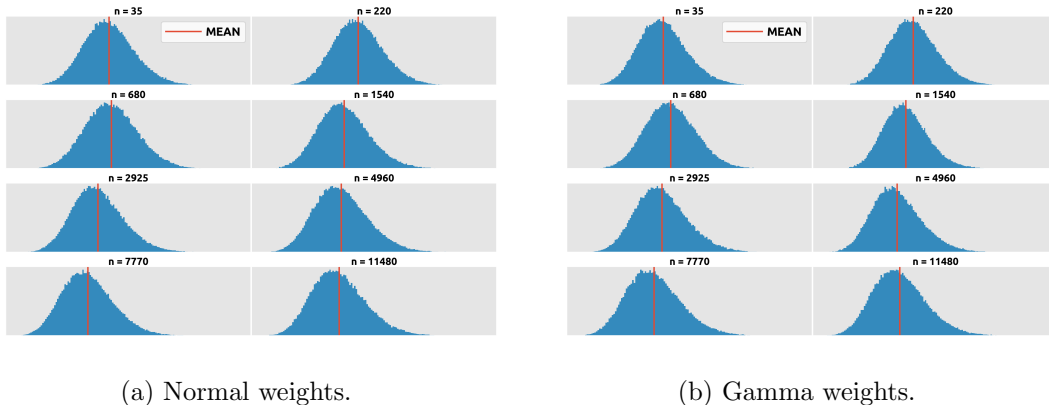 n = 35
n = 220
MEAN
n = 680
n = 1540
n = 2925
n = 4960
n = 7770
n = 11480
(a) Normal weights.
n = 35
n = 220
MEAN
n = 680
n = 1540
n = 2925
n = 4960
n = 7770
n = 11480
(b) Gamma weights.